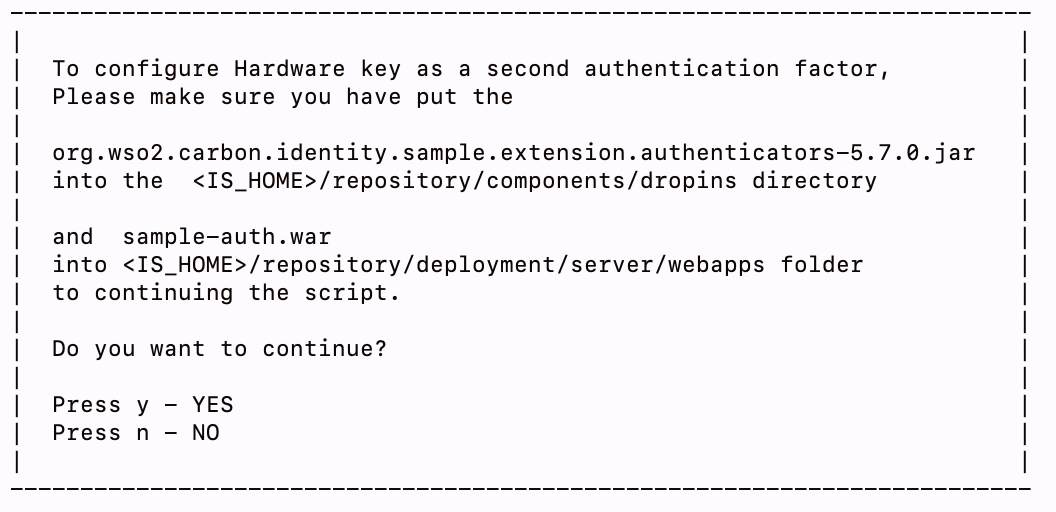 To configure Hardware key as a second authentication factor,
Please make sure you have put the
org.wso2.carbon.identity.sample.extension.authenticators-5.7.0.jar
into the  <IS_HOME>/repository/components/dropins directory
and  sample-auth.war
into <IS_HOME>/repository/deployment/server/webapps folder
to continuing the script.
Do you want to continue?
Press y - YES
Press n - NO